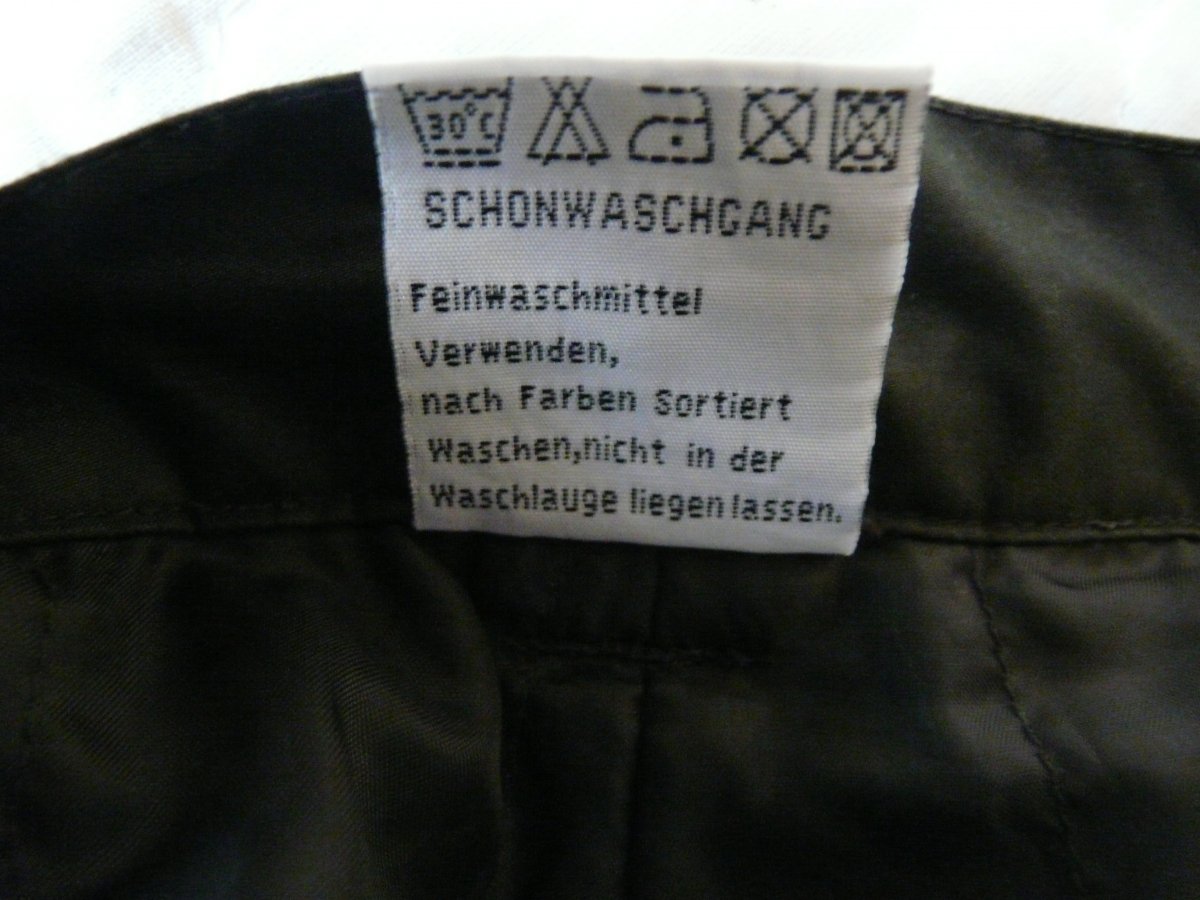 30°C
SCHONWASCHGANG
Feinwaschmittel
Verwenden,
nach Farben Sortiert
Waschen,nicht in der
Waschlauge liegen lassen.